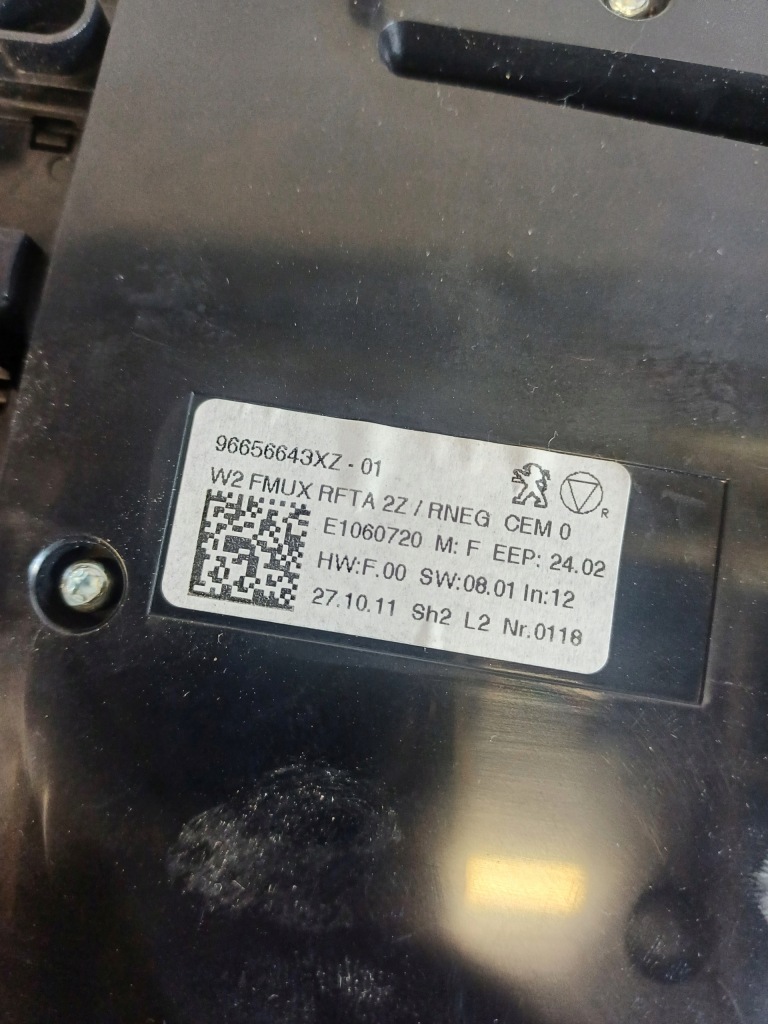 96656643XZ - 01
W2 FMUX RFTA 2Z / RNEG CEM 0
E1060720 M: F EEP: 24.02
HW:F.00 SW:08.01 In:12
27.10.11 Sh2 L2 Nr.0118
R